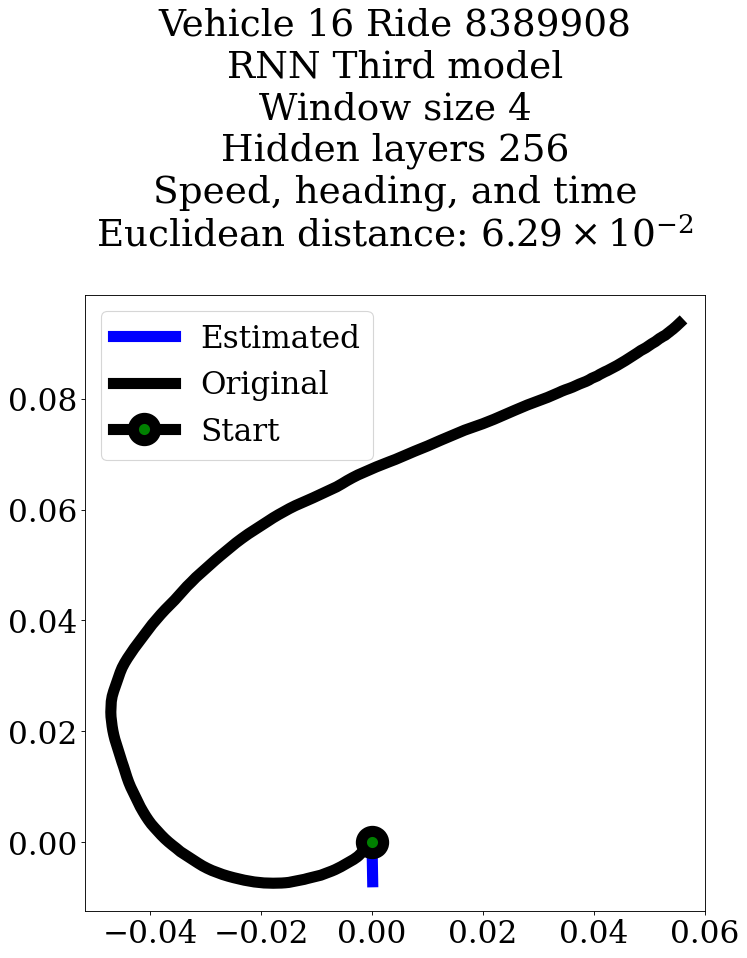 Vehicle 16 Ride 8389908
RNN Third model
Window size 4
Hidden layers 256
Speed, heading, and time
Euclidean distance: 6.29 × 10⁻²
Estimated
Original
Start
0.08
0.06
0.04
0.02
0.00
−0.04 −0.02 0.00 0.02 0.04 0.06